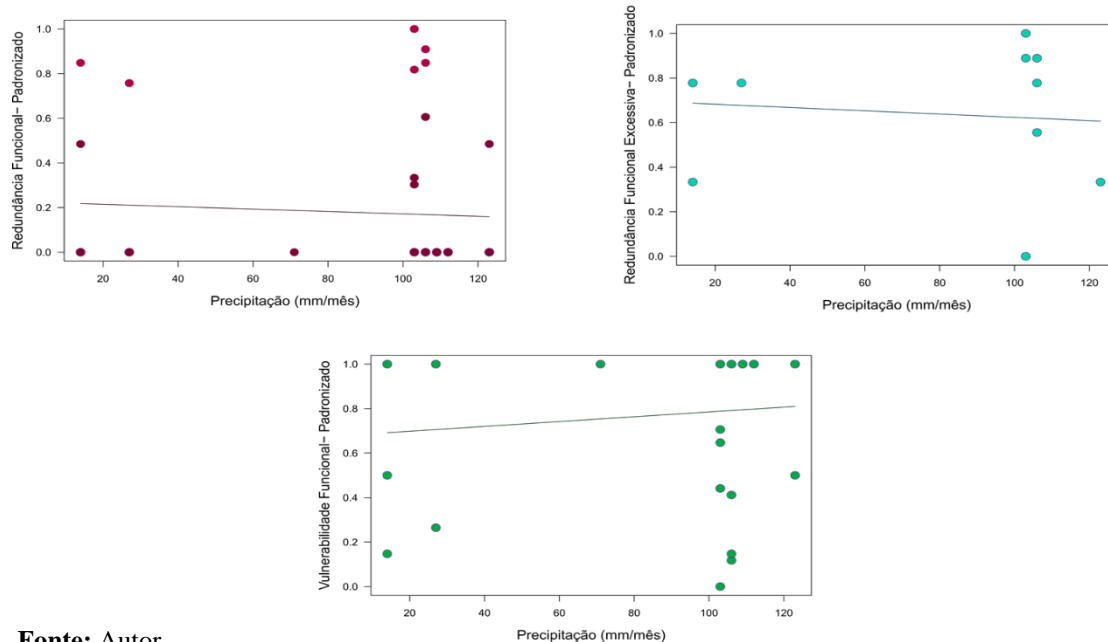 Redundância Funcional− Padronizado
1.0
0.8
0.6
0.4
0.2
0.0
20 40 60 80 100 120
Precipitação (mm/mês)
Redundância Funcional Excessiva− Padronizado
1.0
0.8
0.6
0.4
0.2
0.0
20 40 60 80 100 120
Precipitação (mm/mês)
Vulnerabilidade Funcional− Padronizado
1.0
0.8
0.6
0.4
0.2
0.0
20 40 60 80 100 120
Precipitação (mm/mês)
Fonte: Autor